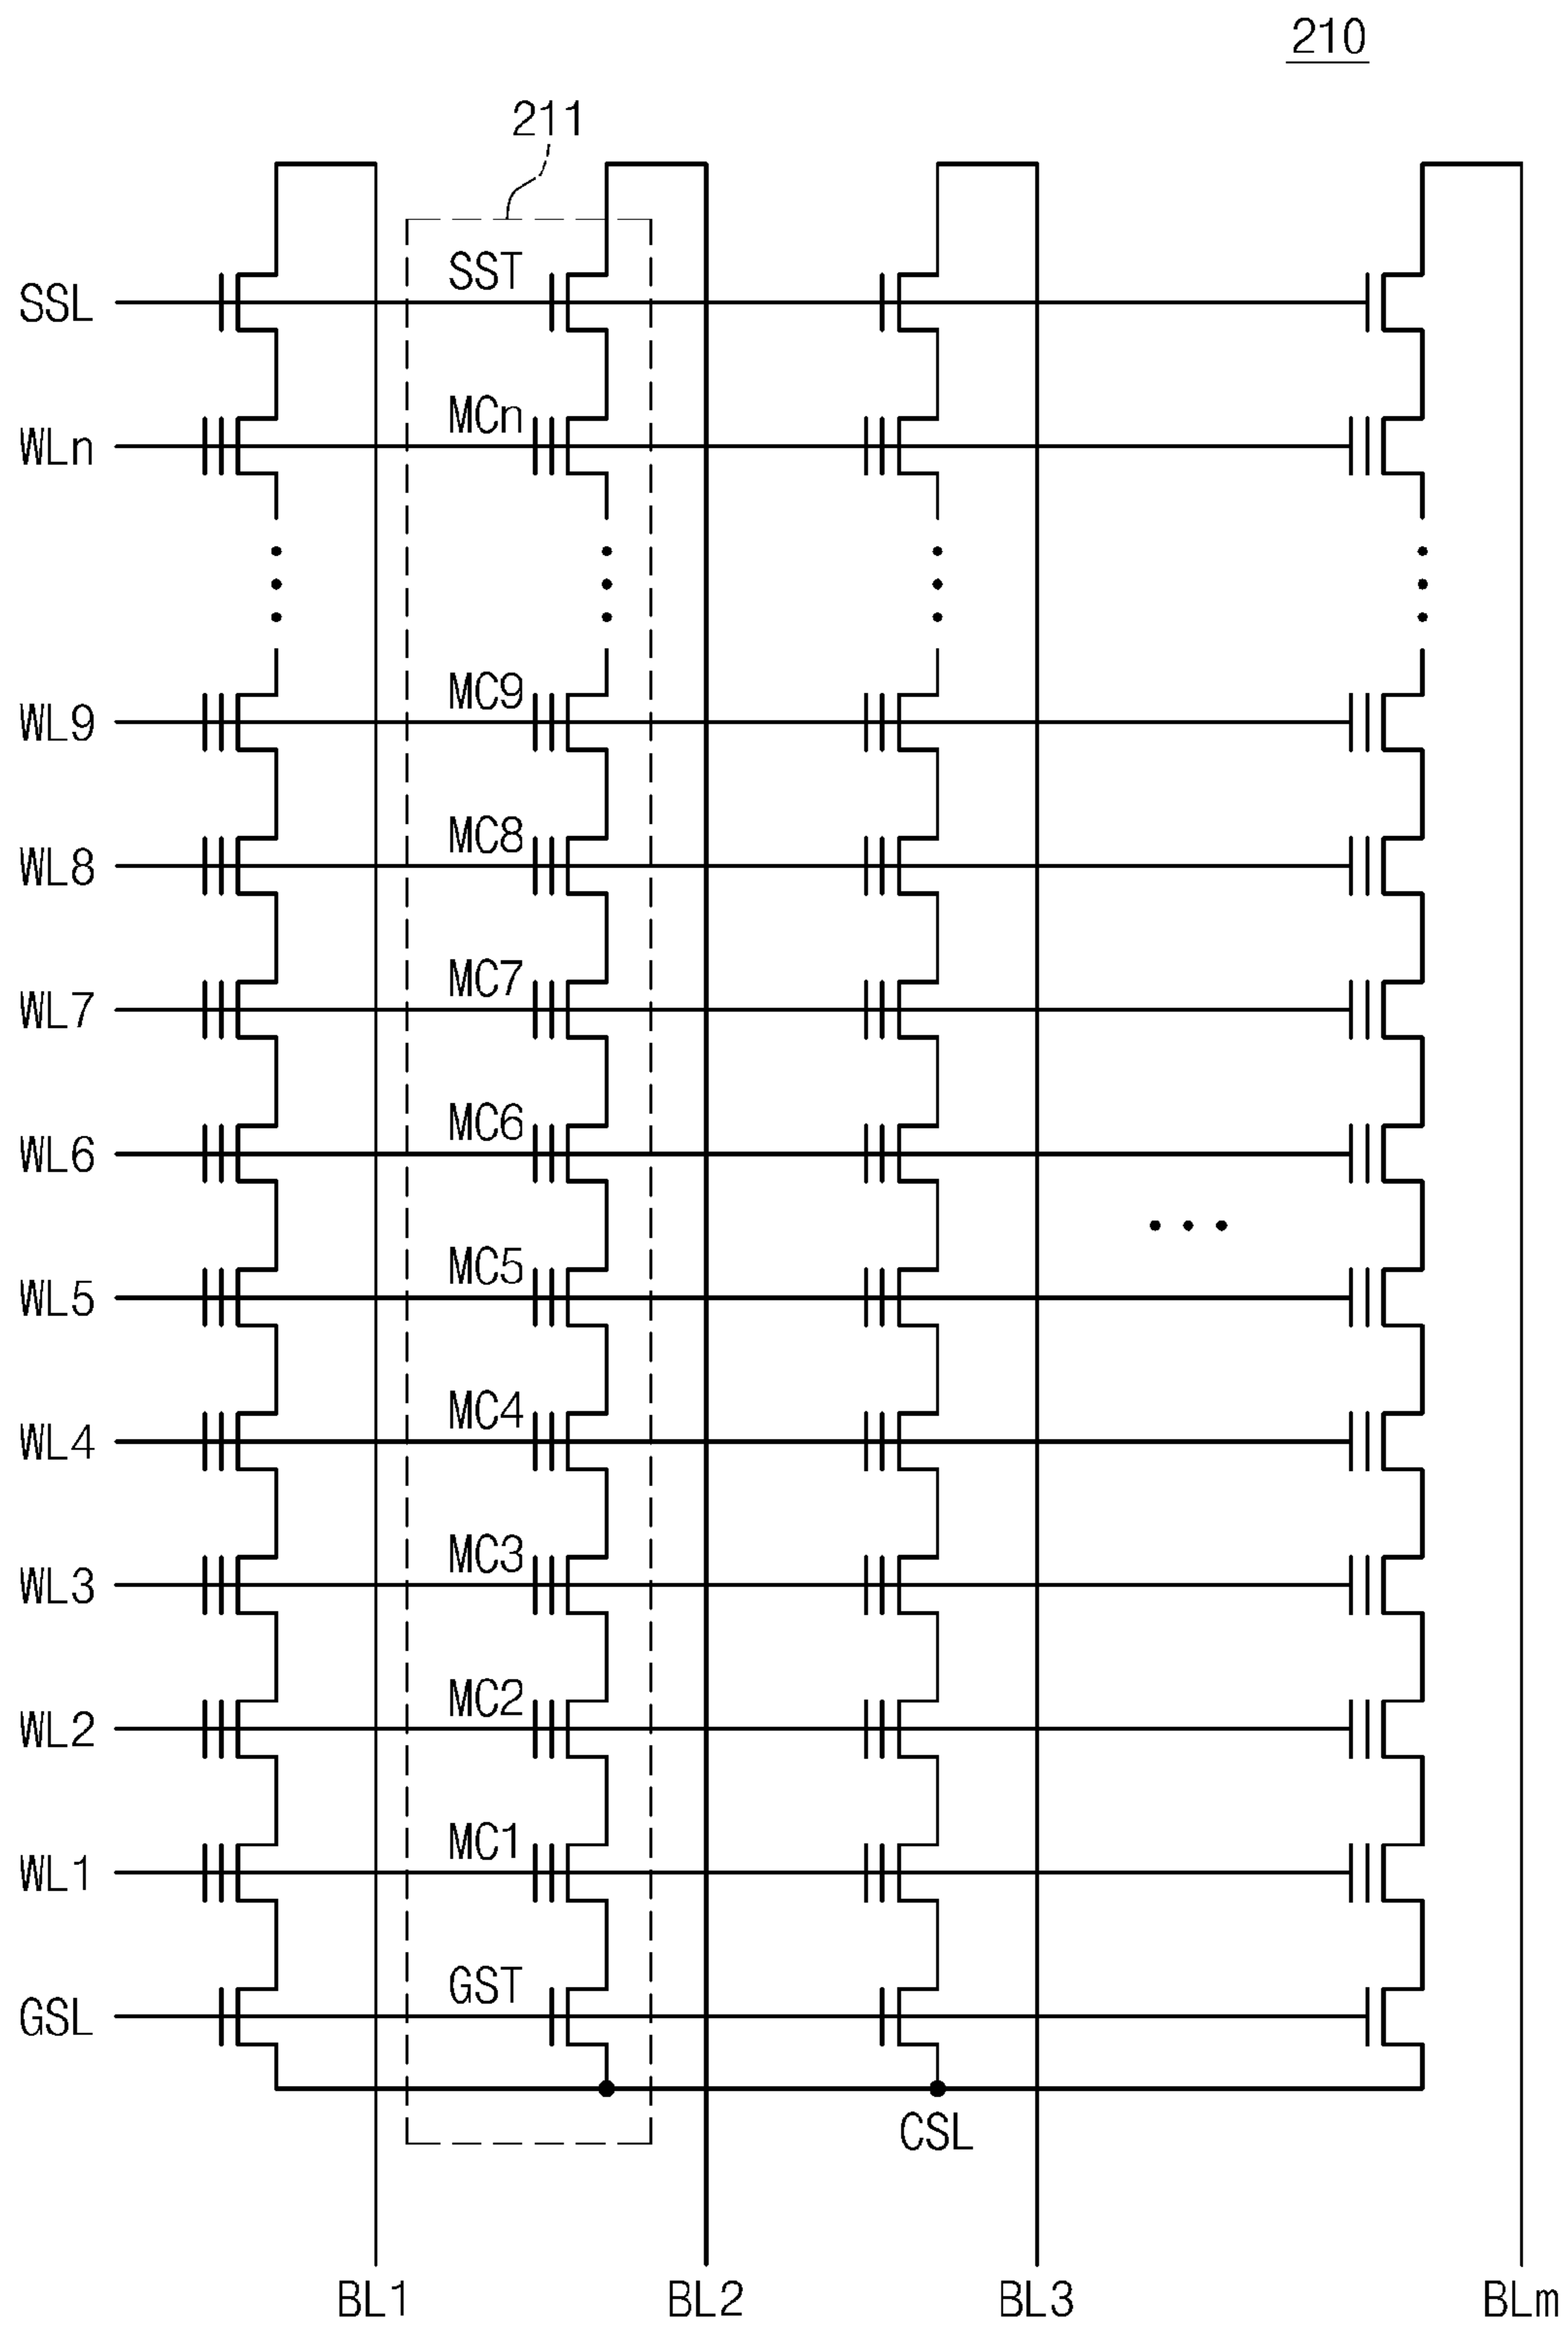 210
211
SSL
SST
WLn
MCn
WL9
MC9
WL8
MC8
WL7
MC7
WL6
MC6
WL5
MC5
WL4
MC4
WL3
MC3
WL2
MC2
WL1
MC1
GSL
GST
CSL
BL1 BL2 BL3 BLm